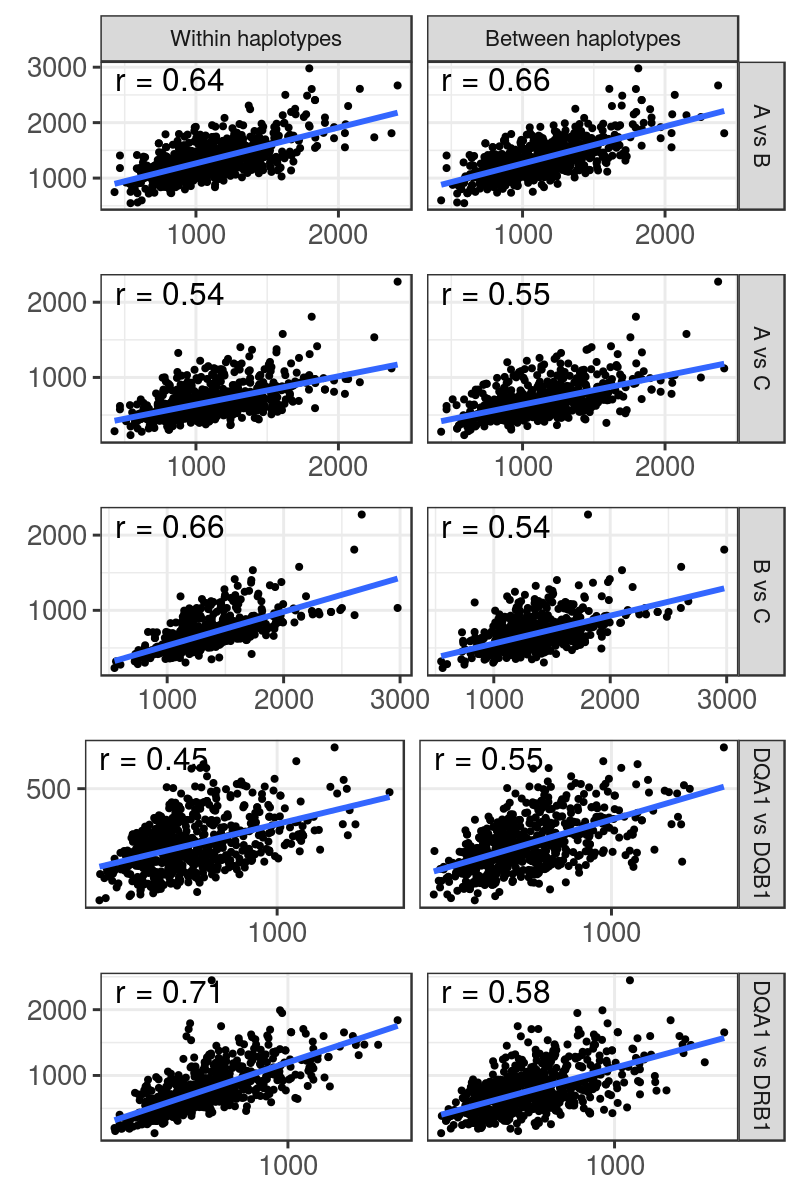 Within haplotypes
Between haplotypes
3000
2000
1000
r = 0.64
r = 0.66
A vs B
1000
2000
1000
2000
2000
1000
r = 0.54
r = 0.55
A vs C
1000
2000
1000
2000
2000
1000
r = 0.66
r = 0.54
B vs C
1000
2000
3000
1000
2000
3000
500
r = 0.45
r = 0.55
DQA1 vs DQB1
1000
1000
2000
1000
r = 0.71
r = 0.58
DQA1 vs DRB1
1000
1000